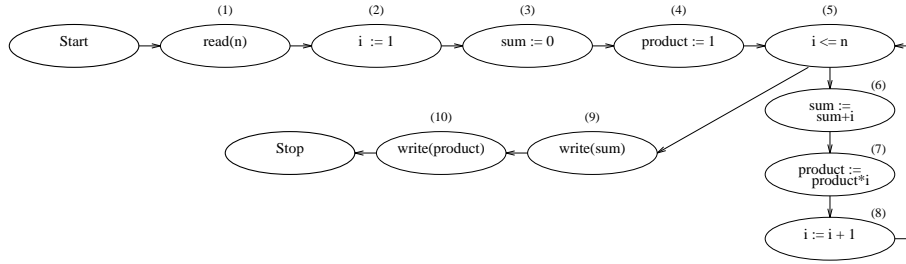 (1) (2) (3) (4) (5)
Start read(n) i := 1 sum := 0 product := 1 i <= n
(6)
sum :=
sum+i
(10) (9)
Stop write(product) write(sum)
(7)
product :=
product*i
(8)
i := i + 1